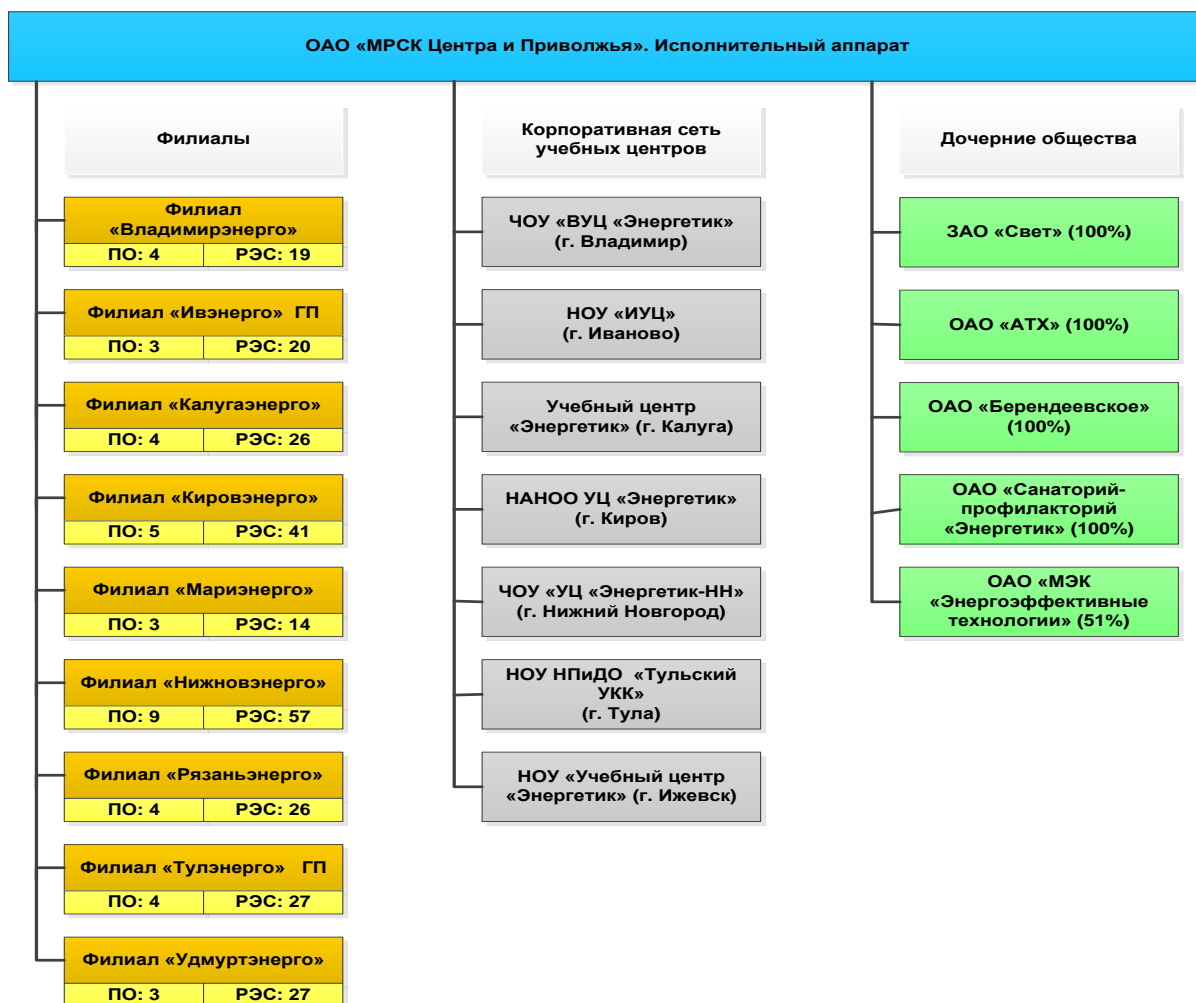 ОАО «МРСК Центра и Приволжья». Исполнительный аппарат
Филиалы
Филиал
«Владимирэнерго»
ПО: 4 РЭС: 19
Филиал «Ивэнерго» ГП
ПО: 3 РЭС: 20
Филиал «Калугаэнерго»
ПО: 4 РЭС: 26
Филиал «Кировэнерго»
ПО: 5 РЭС: 41
Филиал «Мариэнерго»
ПО: 3 РЭС: 14
Филиал «Нижновэнерго»
ПО: 9 РЭС: 57
Филиал «Рязаньэнерго»
ПО: 4 РЭС: 26
Филиал «Тулэнерго» ГП
ПО: 4 РЭС: 27
Филиал «Удмуртэнерго»
ПО: 3 РЭС: 27
Корпоративная сеть
учебных центров
ЧОУ «ВУЦ «Энергетик»
(г. Владимир)
НОУ «ИУЦ»
(г. Иваново)
Учебный центр
«Энергетик» (г. Калуга)
НАНОО УЦ «Энергетик»
(г. Киров)
ЧОУ «УЦ «Энергетик-НН»
(г. Нижний Новгород)
НОУ НПиДО «Тульский
УКК»
(г. Тула)
НОУ «Учебный центр
«Энергетик» (г. Ижевск)
Дочерние общества
ЗАО «Свет» (100%)
ОАО «АТХ» (100%)
ОАО «Берендеевское»
(100%)
ОАО «Санаторий-
профилакторий
«Энергетик» (100%)
ОАО «МЭК
«Энергоэффективные
технологии» (51%)